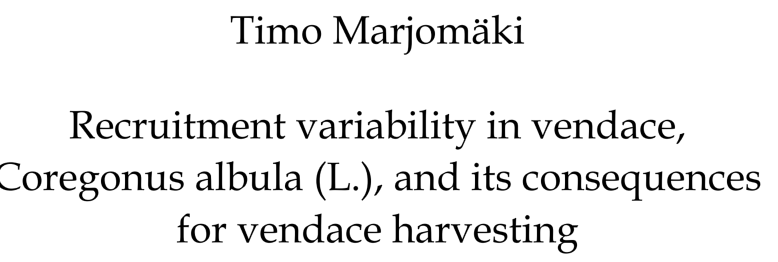 Timo Marjomäki
Recruitment variability in vendace,
Coregonus albula (L.), and its consequences
for vendace harvesting